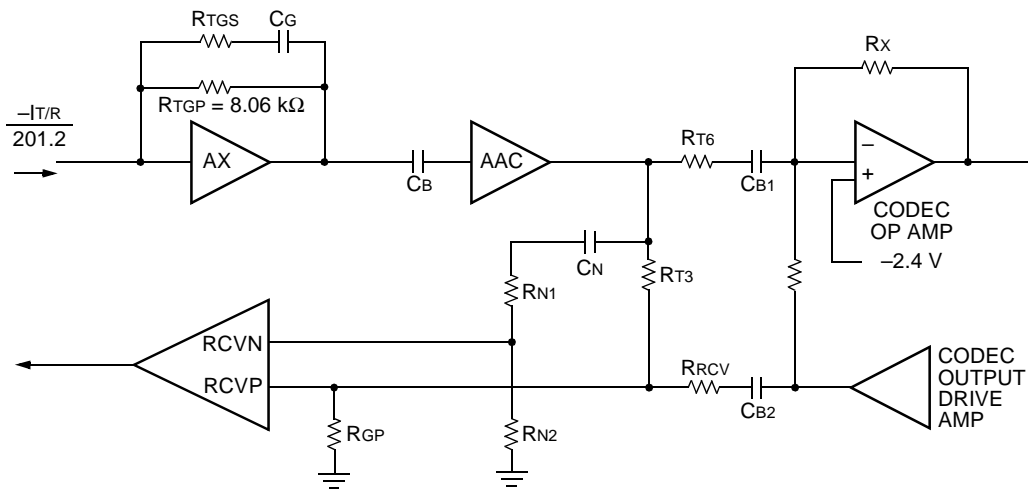 RTGS
CG
RX
RTGP = 8.06 kΩ
–IT/R
201.2
AX
AAC
CB
RT6
CB1
–
+
CODEC
OP AMP
–2.4 V
CN
RN1
RT3
RCVN
RCVP
RRCV
CB2
CODEC
OUTPUT
DRIVE
AMP
RGP
RN2